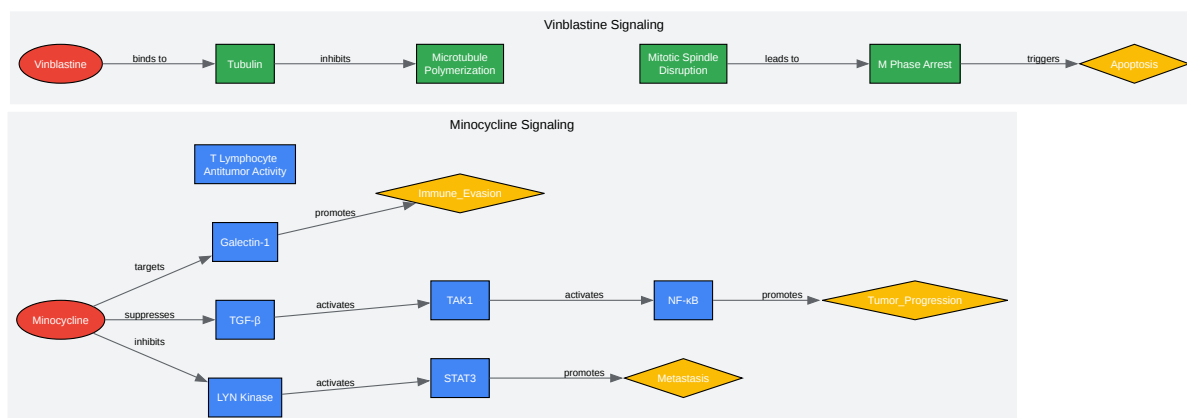 Vinblastine Signaling
Vinblastine
binds to
Tubulin
inhibits
Microtubule
Polymerization
Mitotic Spindle
Disruption
leads to
M Phase Arrest
triggers
Apoptosis
Minocycline Signaling
T Lymphocyte
Antitumor Activity
Immune_Evasion
promotes
Galectin-1
targets
Minocycline
suppresses
TGF-β
activates
TAK1
activates
NF-κB
promotes
Tumor_Progression
inhibits
LYN Kinase
activates
STAT3
promotes
Metastasis